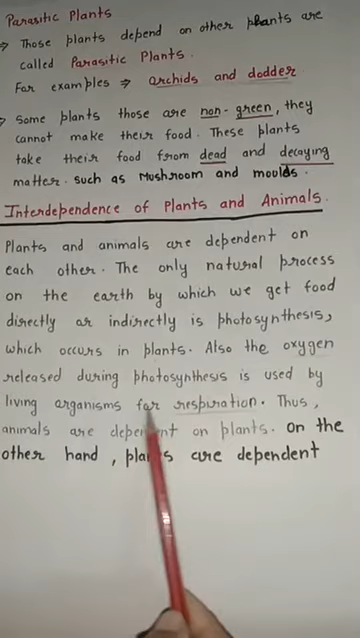 Parasitic Plants
⇒ Those plants depend on other plants are
called Parasitic Plants.
For examples ⇒ archids and dodder.
⇒ Some plants those are non-green, they
cannot make their food. These plants
take their food from dead and decaying
matter. such as Mushroom and moulds.
Interdependence of Plants and Animals.
Plants and animals are dependent on
each other. The only natural process
on the earth by which we get food
directly or indirectly is photosynthesis,
which occurs in plants. Also the oxygen
released during photosynthesis is used by
living organisms for respiration. Thus,
animals are dependent on plants. On the
other hand, plants are dependent